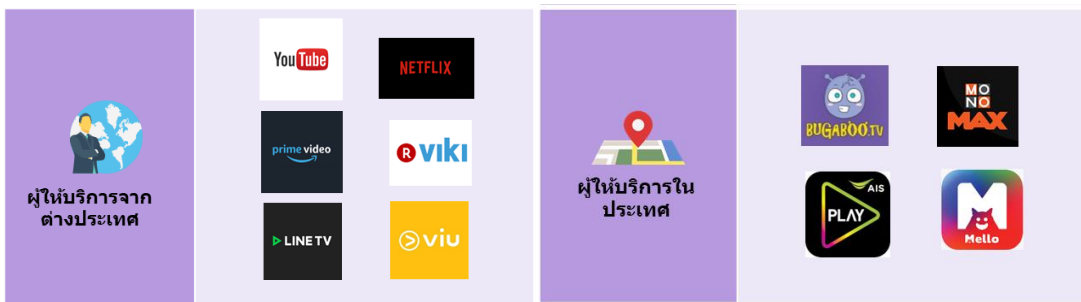 YouTube
NETFLIX
prime video
R VIKI
LINE TV
viu
ผู้ให้บริการจาก
ต่างประเทศ
BUGABOO.TV
MONO
MAX
AIS
PLAY
M
Mello
ผู้ให้บริการใน
ประเทศ